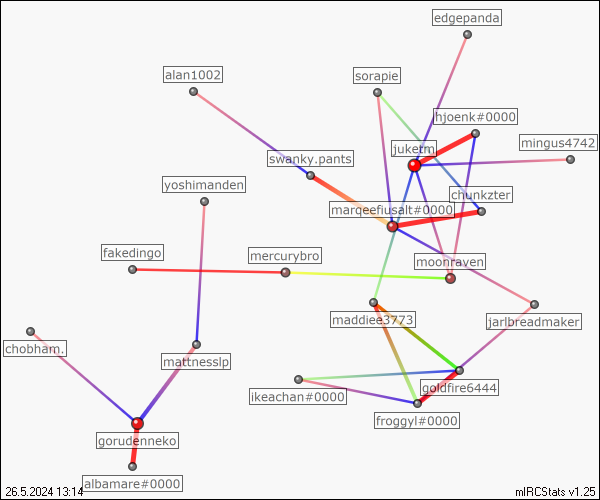 edgepanda
alan1002
sorapie
hjoenk#0000
mingus4742
juketm
swanky.pants
yoshimanden
chunkzter
marqeefiusalt#0000
fakedingo
mercurybro
moonraven
maddiee3773
jarlbreadmaker
chobham.
mattnesslp
goldfire6444
ikeachan#0000
froggyl#0000
gorudenneko
albamare#0000
26.5.2024 13:14
mIRCStats v1.25